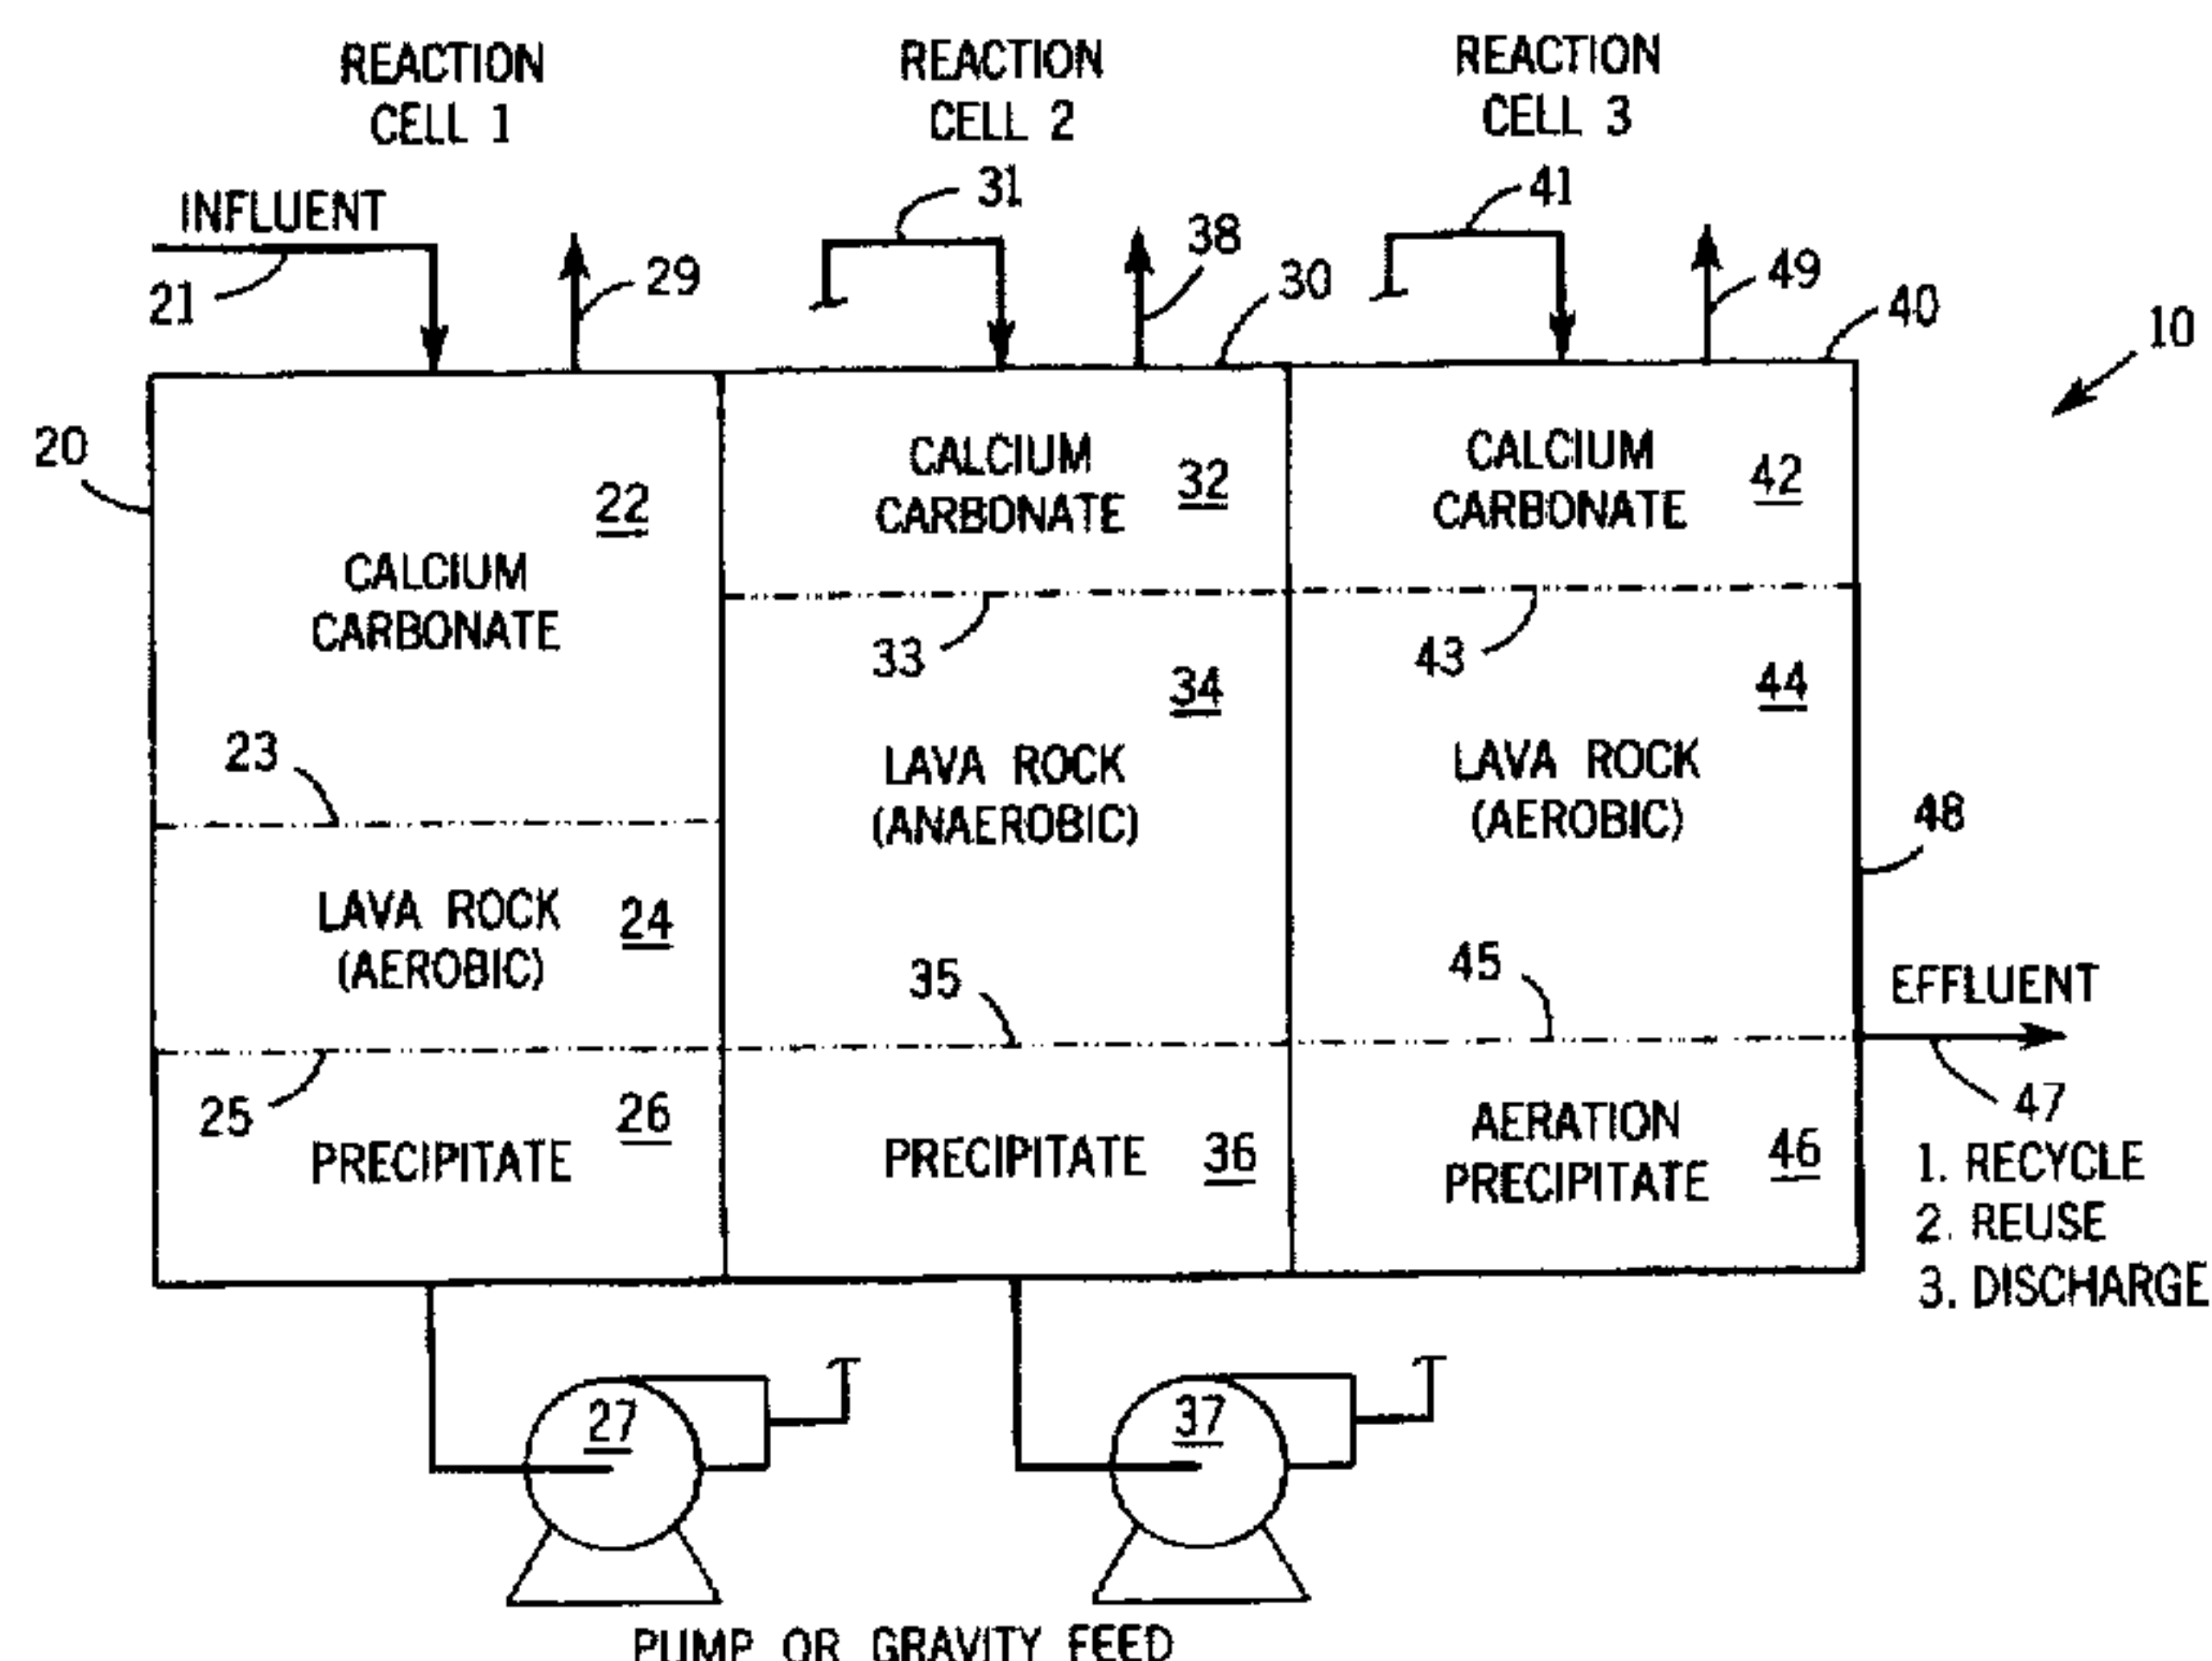 REACTION
CELL 1
REACTION
CELL 2
REACTION
CELL 3
INFLUENT
21
29
31
38
30
41
49
40
10
20
CALCIUM
CARBONATE
22
CALCIUM
CARBONATE
32
CALCIUM
CARBONATE
42
23
33
43
LAVA ROCK
(AEROBIC)
24
LAVA ROCK
(ANAEROBIC)
34
LAVA ROCK
(AEROBIC)
44
48
25
35
45
EFFLUENT
47
PRECIPITATE
26
PRECIPITATE
36
AERATION
PRECIPITATE
46
1. RECYCLE
2. REUSE
3. DISCHARGE
27
37
PUMP OR GRAVITY FEED